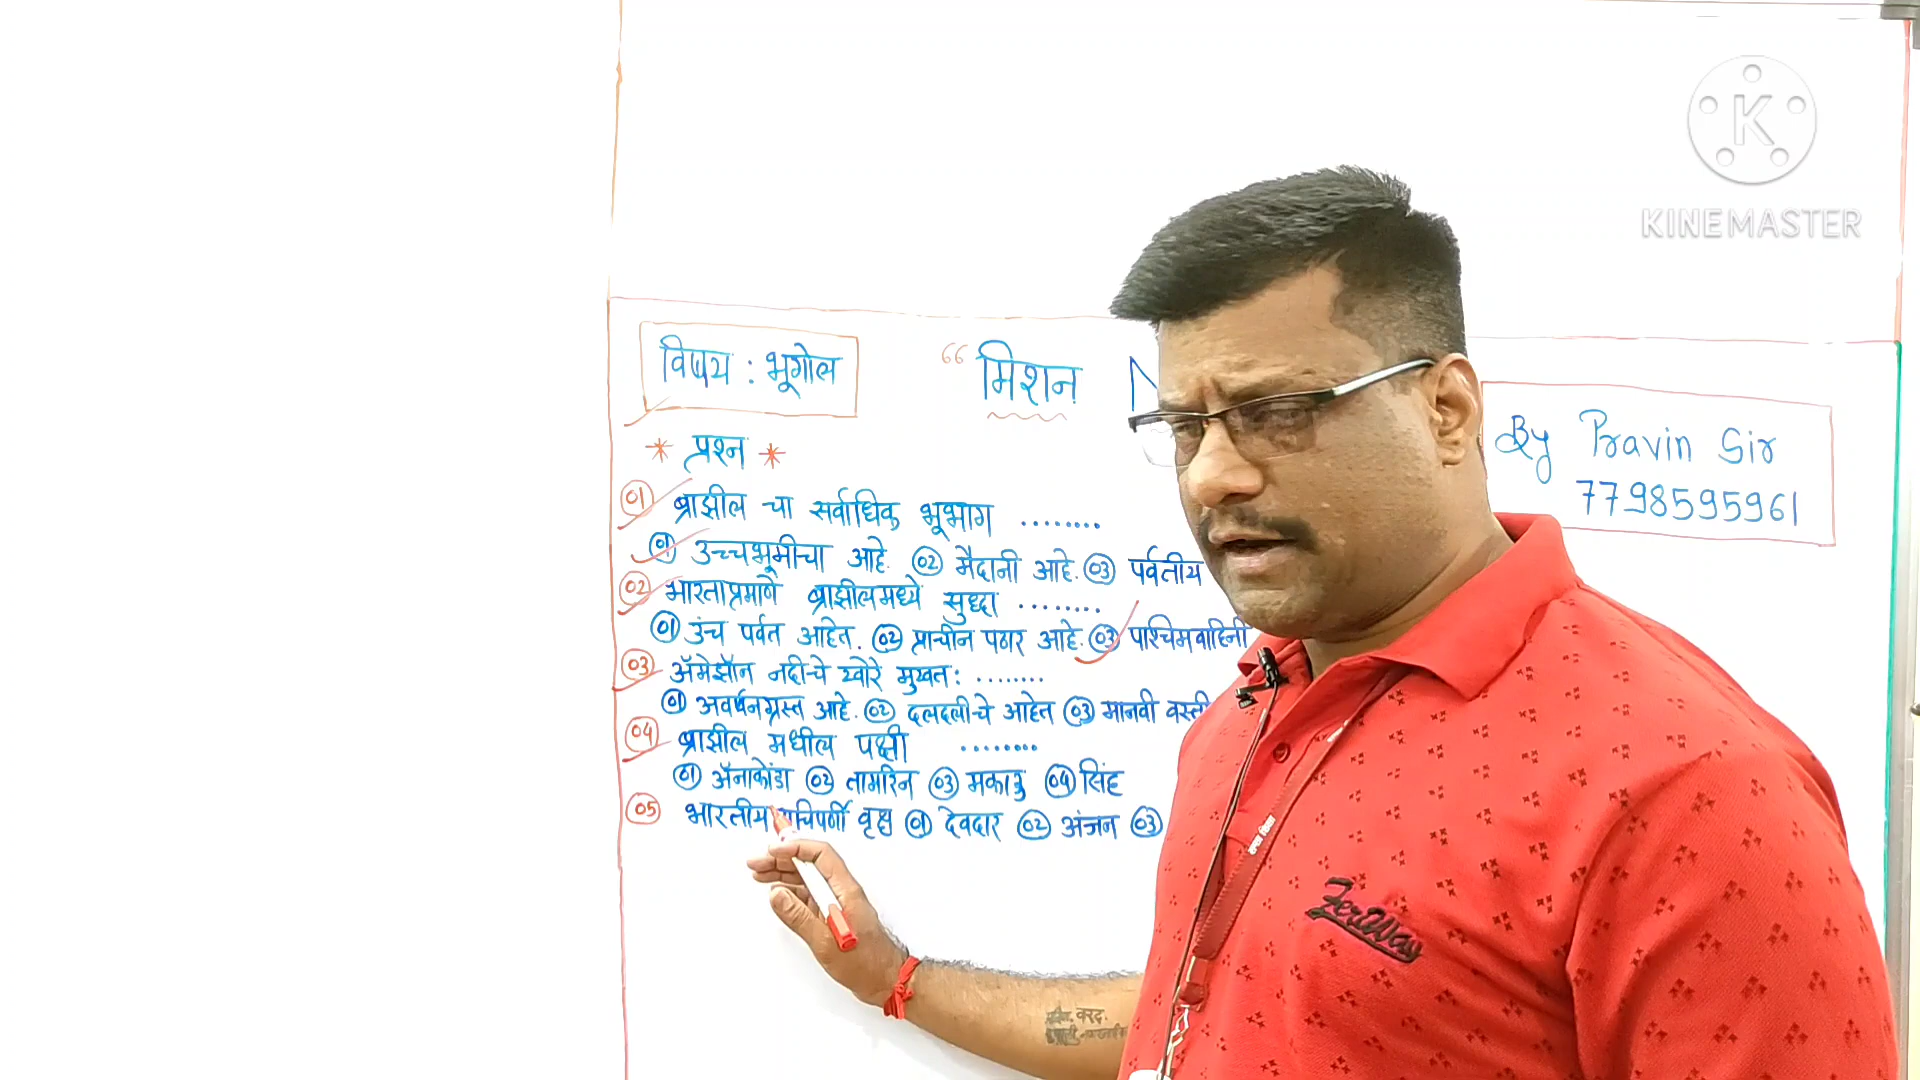 KINEMASTER
विषय : भूगोल
“ मिशन
By Pravin Sir
7798595961
* प्रश्न *
01 ब्राझील चा सर्वाधिक भूभाग ........
01 उच्चभूमीचा आहे. 02 मैदानी आहे. 03 पर्वतीय
02 भारताप्रमाणे ब्राझीलमध्ये सुध्दा ........
01 उंच पर्वत आहेत. 02 प्राचीन पठार आहे. 03 पश्चिमवाहिनी
03 ॲमेझॉन नदीचे खोरे मुख्यत: ........
01 अवर्षनग्रस्त आहे. 02 दलदलीचे आहेत 03 मानवी वस्ती
04 ब्राझील मधील पक्षी ........
01 ॲनाकोंडा 02 तामरिन 03 मकाऊ 04 सिंह
05 भारतीय वृक्ष 01 देवदार 02 अंजन 03
ZeroWay